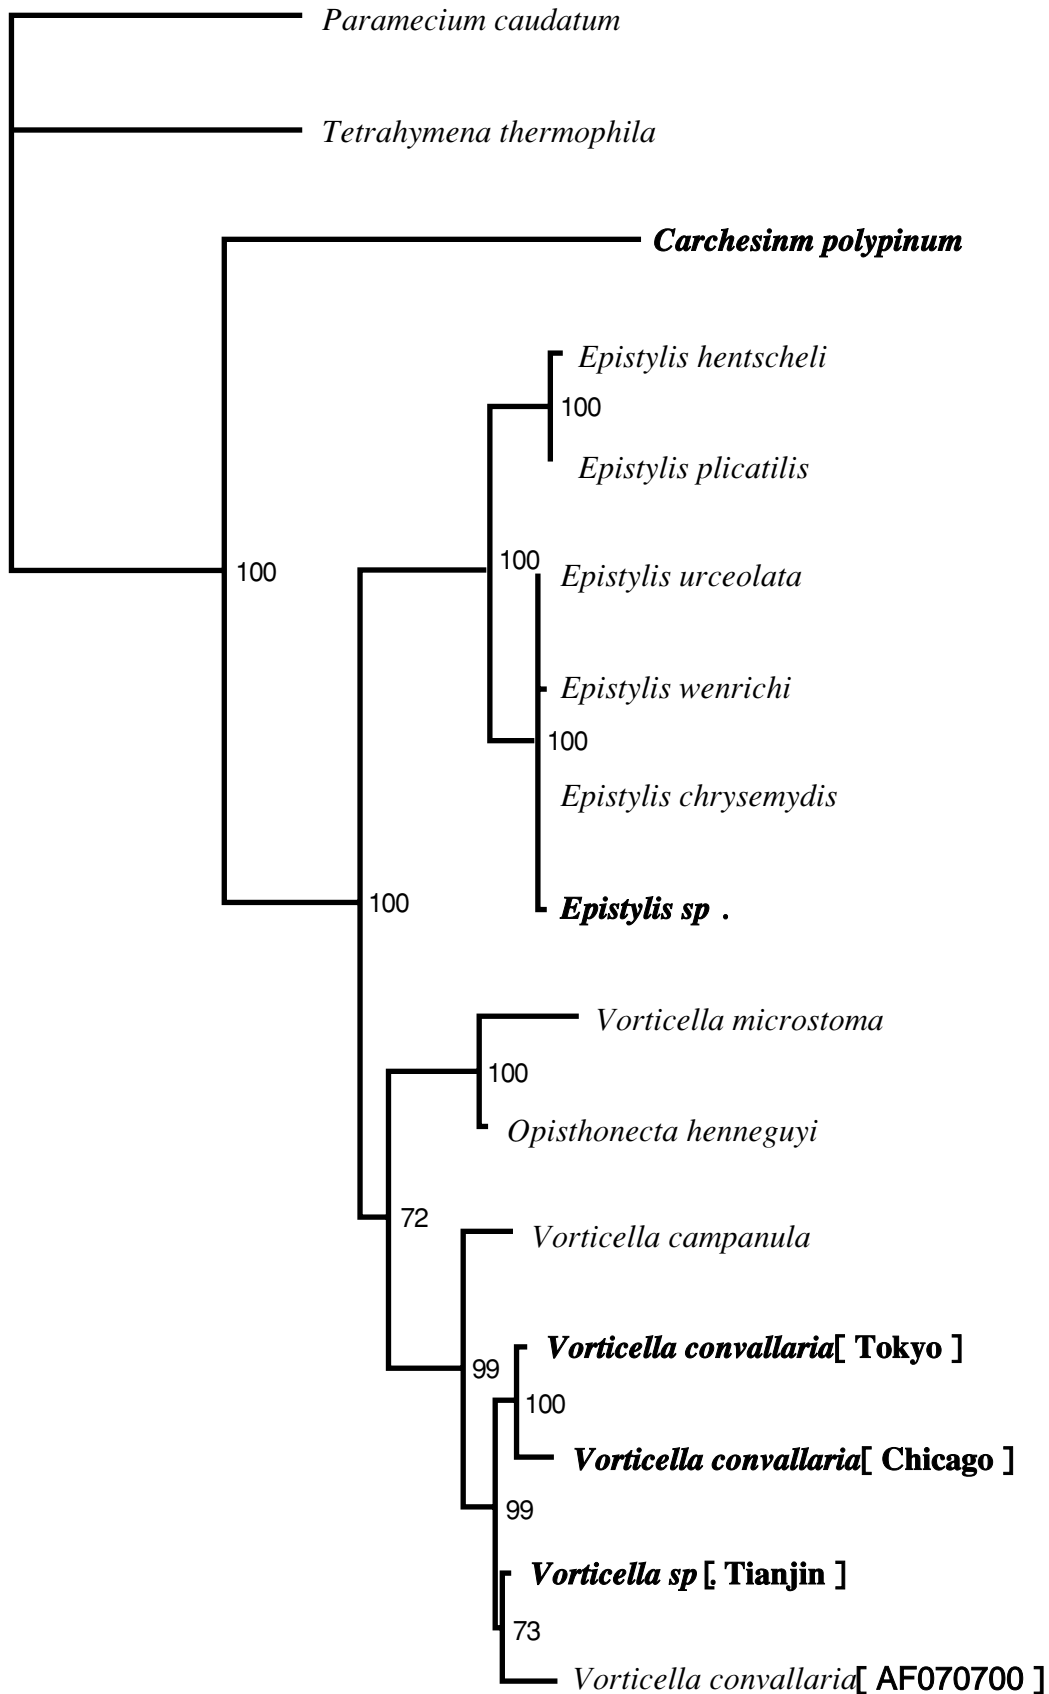 Paramecium caudatum
Tetrahymena thermophila
Carchesinm polypinum
Epistylis hentscheli
100
Epistylis plicatilis
100
Epistylis urceolata
100
Epistylis wenrichi
100
Epistylis chrysemydis
100
Epistylis sp .
Vorticella microstoma
100
Opisthonecta henneguyi
72
Vorticella campanula
Vorticella convallaria[ Tokyo ]
99
100
Vorticella convallaria[ Chicago ]
99
Vorticella sp [. Tianjin ]
73
Vorticella convallaria[ AF070700 ]